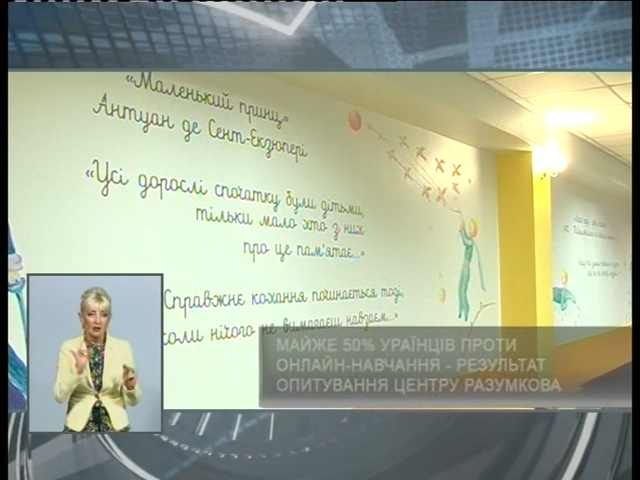 «Маленький принц»
Антуан де Сент-Екзюпері
«Усі дорослі спочатку були дітьми,
тільки мало хто з них
про це пам'ятає...»
Справжнє кохання починається тоді,
коли нічого не вимагаєш навзаєм...»
МАЙЖЕ 50% УРАЇНЦІВ ПРОТИ
ОНЛАЙН-НАВЧАННЯ - РЕЗУЛЬТАТ
ОПИТУВАННЯ ЦЕНТРУ РАЗУМКОВА